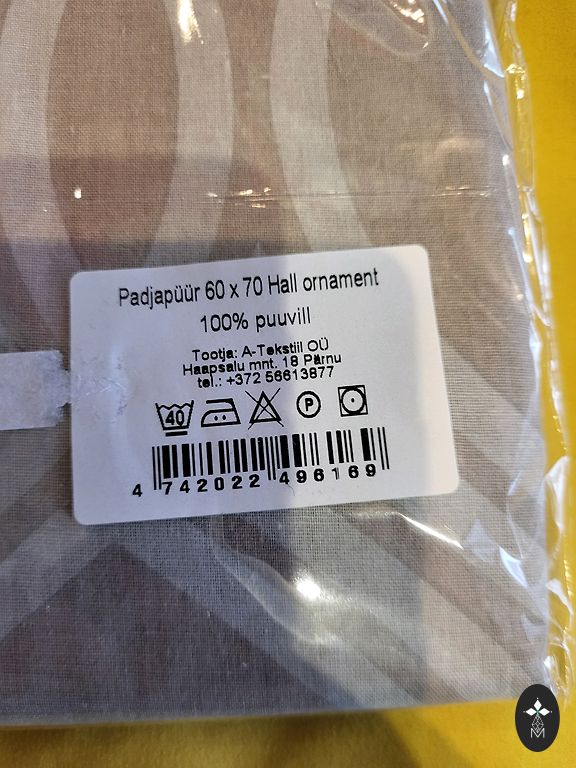 Padjapüür 60 x 70 Hall ornament
100% puuvill
Tootja: A-Tekstiil OÜ
Haapsalu mnt. 18 Pärnu
tel.: +372 56613877
40 P
4 742022 496169
M